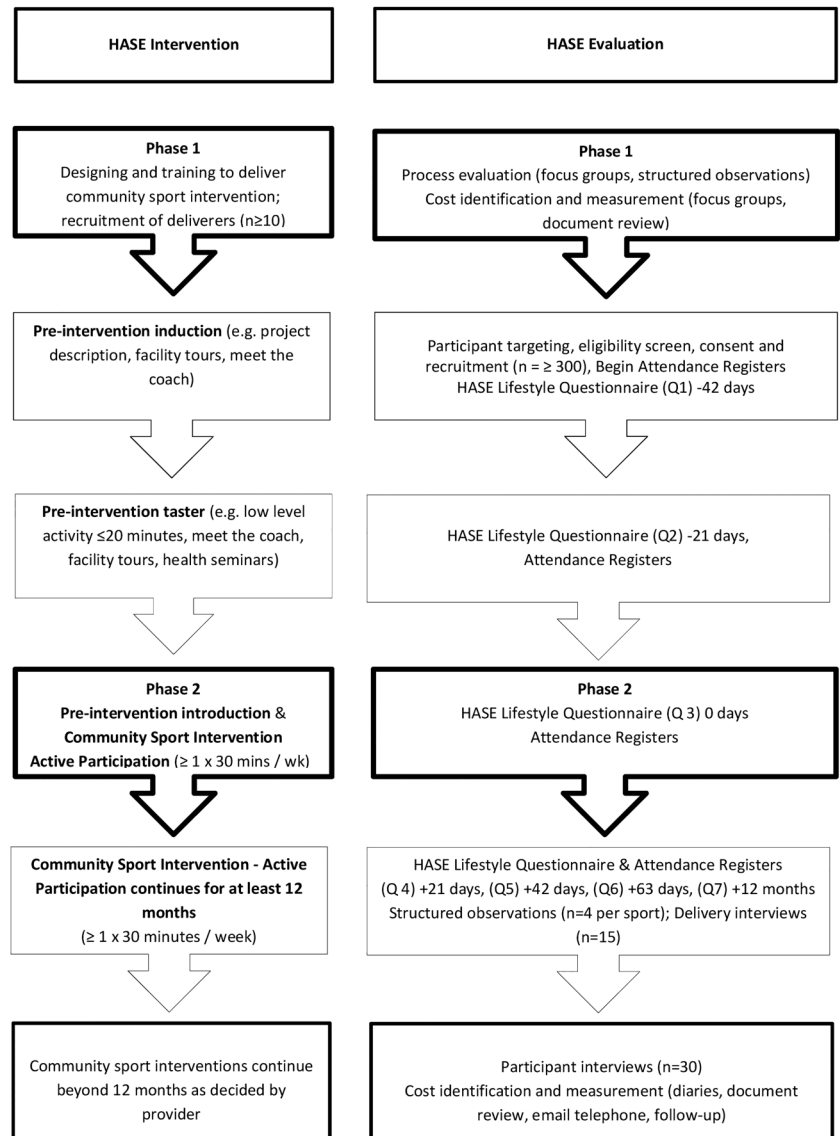 HASE Intervention
HASE Evaluation
Phase 1
Designing and training to deliver
community sport intervention;
recruitment of deliverers (n≥10)
Phase 1
Process evaluation (focus groups, structured observations)
Cost identification and measurement (focus groups,
document review)
Pre-intervention induction (e.g. project
description, facility tours, meet the
coach)
Participant targeting, eligibility screen, consent and
recruitment (n = ≥ 300), Begin Attendance Registers
HASE Lifestyle Questionnaire (Q1) -42 days
Pre-intervention taster (e.g. low level
activity ≤20 minutes, meet the coach,
facility tours, health seminars)
HASE Lifestyle Questionnaire (Q2) -21 days,
Attendance Registers
Phase 2
Pre-intervention introduction &
Community Sport Intervention
Active Participation (≥ 1 x 30 mins / wk)
Phase 2
HASE Lifestyle Questionnaire (Q 3) 0 days
Attendance Registers
Community Sport Intervention - Active
Participation continues for at least 12
months
(≥ 1 x 30 minutes / week)
HASE Lifestyle Questionnaire & Attendance Registers
(Q 4) +21 days, (Q5) +42 days, (Q6) +63 days, (Q7) +12 months
Structured observations (n=4 per sport); Delivery interviews
(n=15)
Community sport interventions continue
beyond 12 months as decided by
provider
Participant interviews (n=30)
Cost identification and measurement (diaries, document
review, email telephone, follow-up)